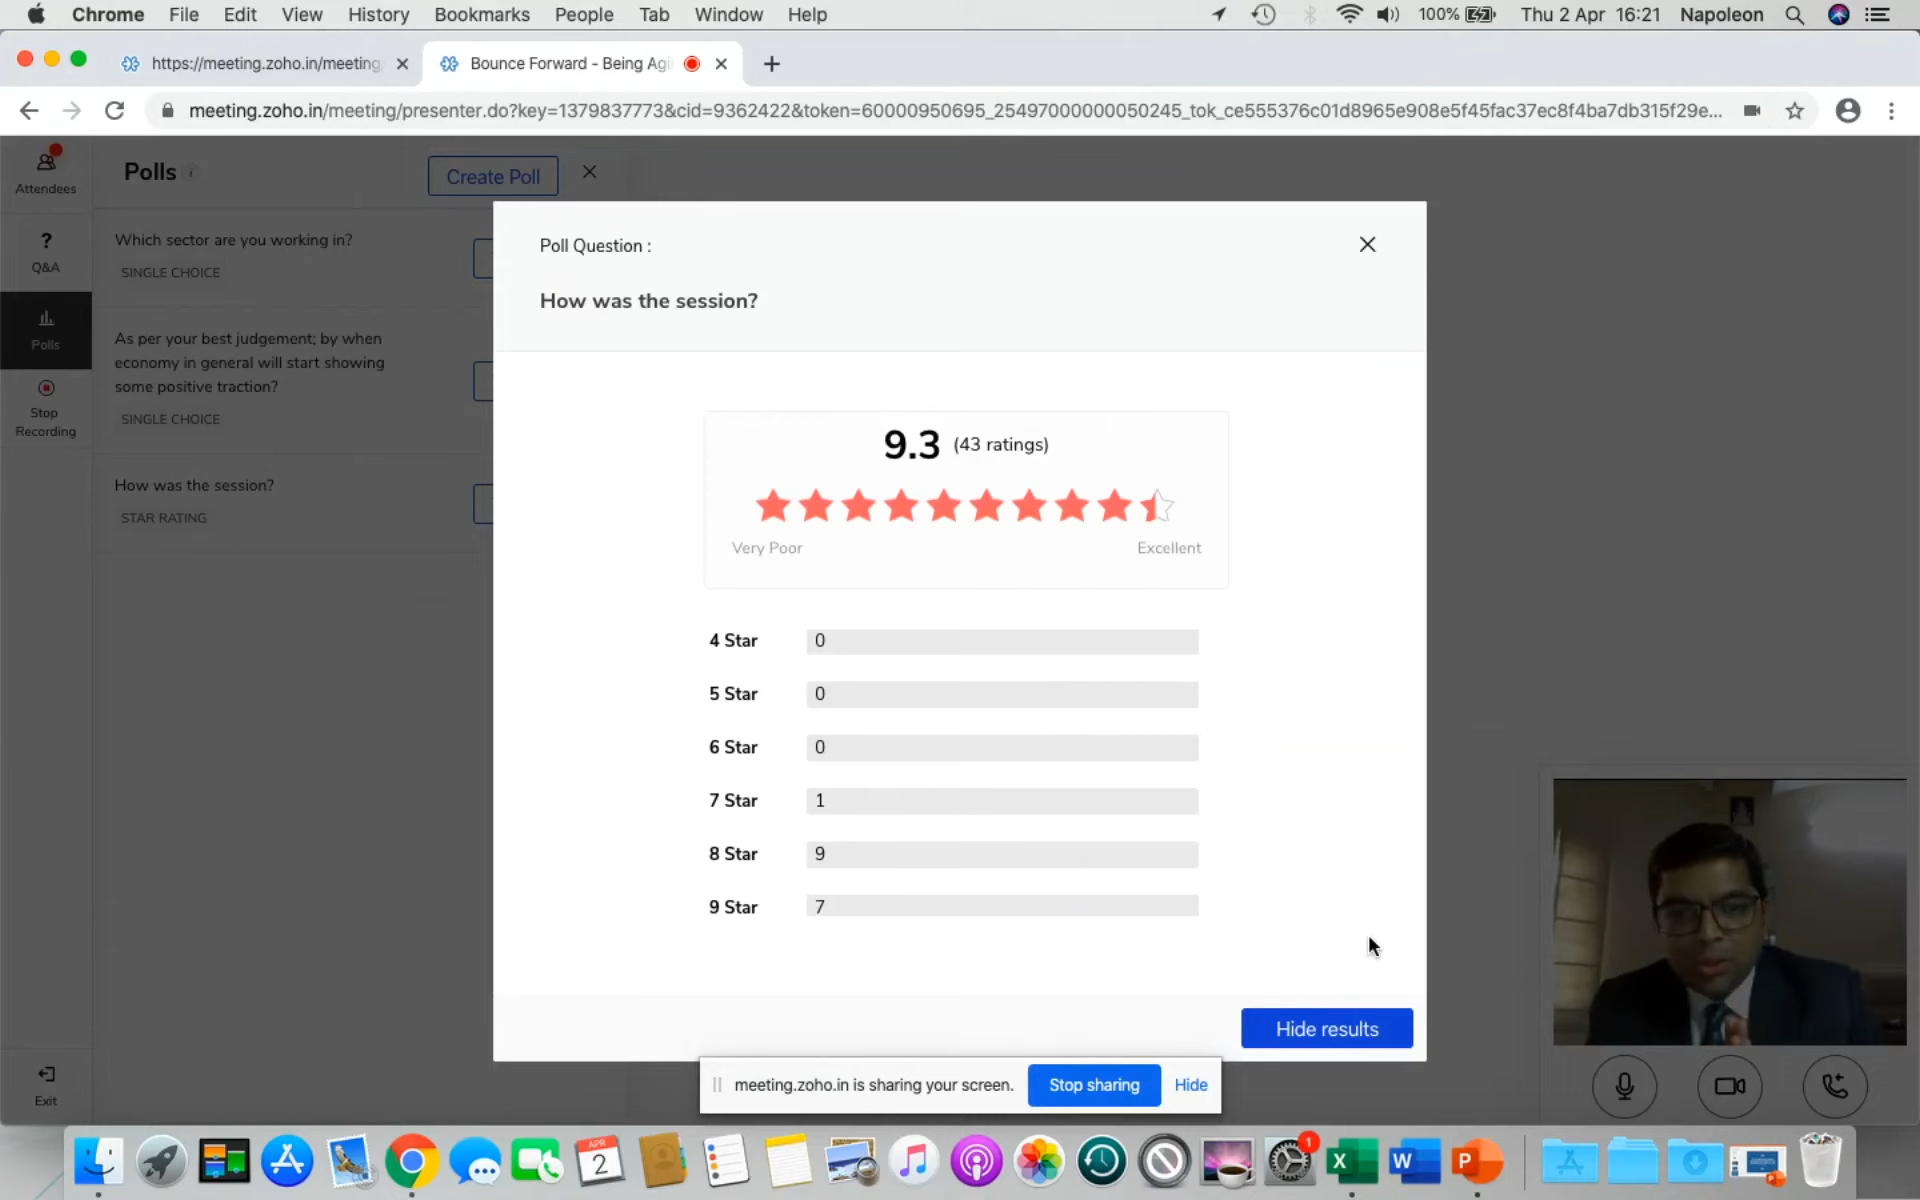 Chrome File Edit View History Bookmarks People Tab Window Help 100% Thu 2 Apr 16:21 Napoleon
https://meeting.zoho.in/meeting Bounce Forward - Being Agi
meeting.zoho.in/meeting/presenter.do?key=1379837773&cid=9362422&token=60000950695_25497000000050245_tok_ce555376c01d8965e908e5f45fac37ec8f4ba7db315f29e...
Attendees
Q&A
Polls
Stop
Recording
Exit
Polls
Create Poll
Which sector are you working in?
SINGLE CHOICE
As per your best judgement; by when
economy in general will start showing
some positive traction?
SINGLE CHOICE
How was the session?
STAR RATING
Poll Question :
How was the session?
9.3 (43 ratings)
Very Poor Excellent
4 Star 0
5 Star 0
6 Star 0
7 Star 1
8 Star 9
9 Star 7
Hide results
meeting.zoho.in is sharing your screen. Stop sharing Hide
APR
2
1
X
W
P